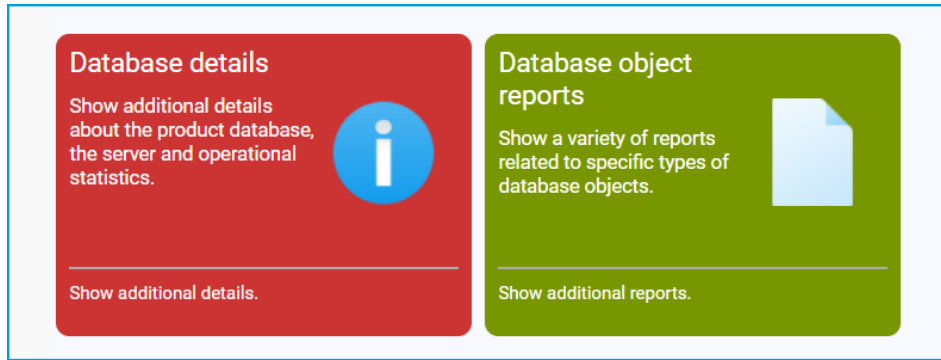 Database details
Show additional details
about the product database,
the server and operational
statistics.
Show additional details.
Database object
reports
Show a variety of reports
related to specific types of
database objects.
Show additional reports.